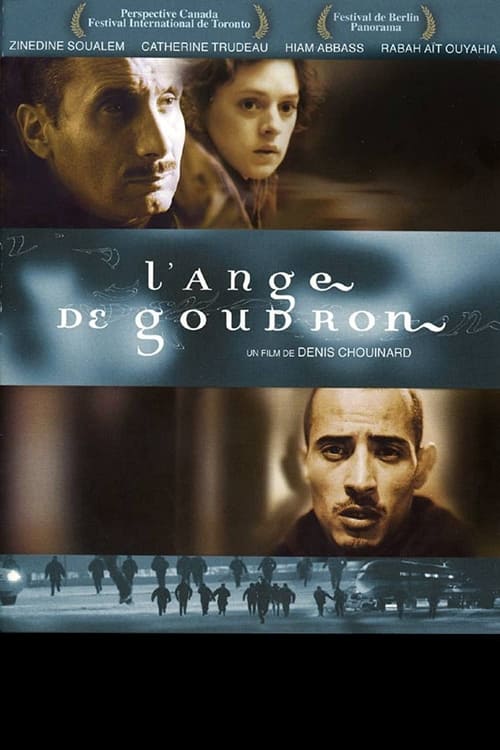 Perspective Canada
Festival International de Toronto
Festival de Berlin
Panorama
ZINEDINE SOUALEM CATHERINE TRUDEAU HIAM ABBASS RABAH AÏT OUYAHIA
L'ANGE
DE GOUDRON
UN FILM DE DENIS CHOUINARD